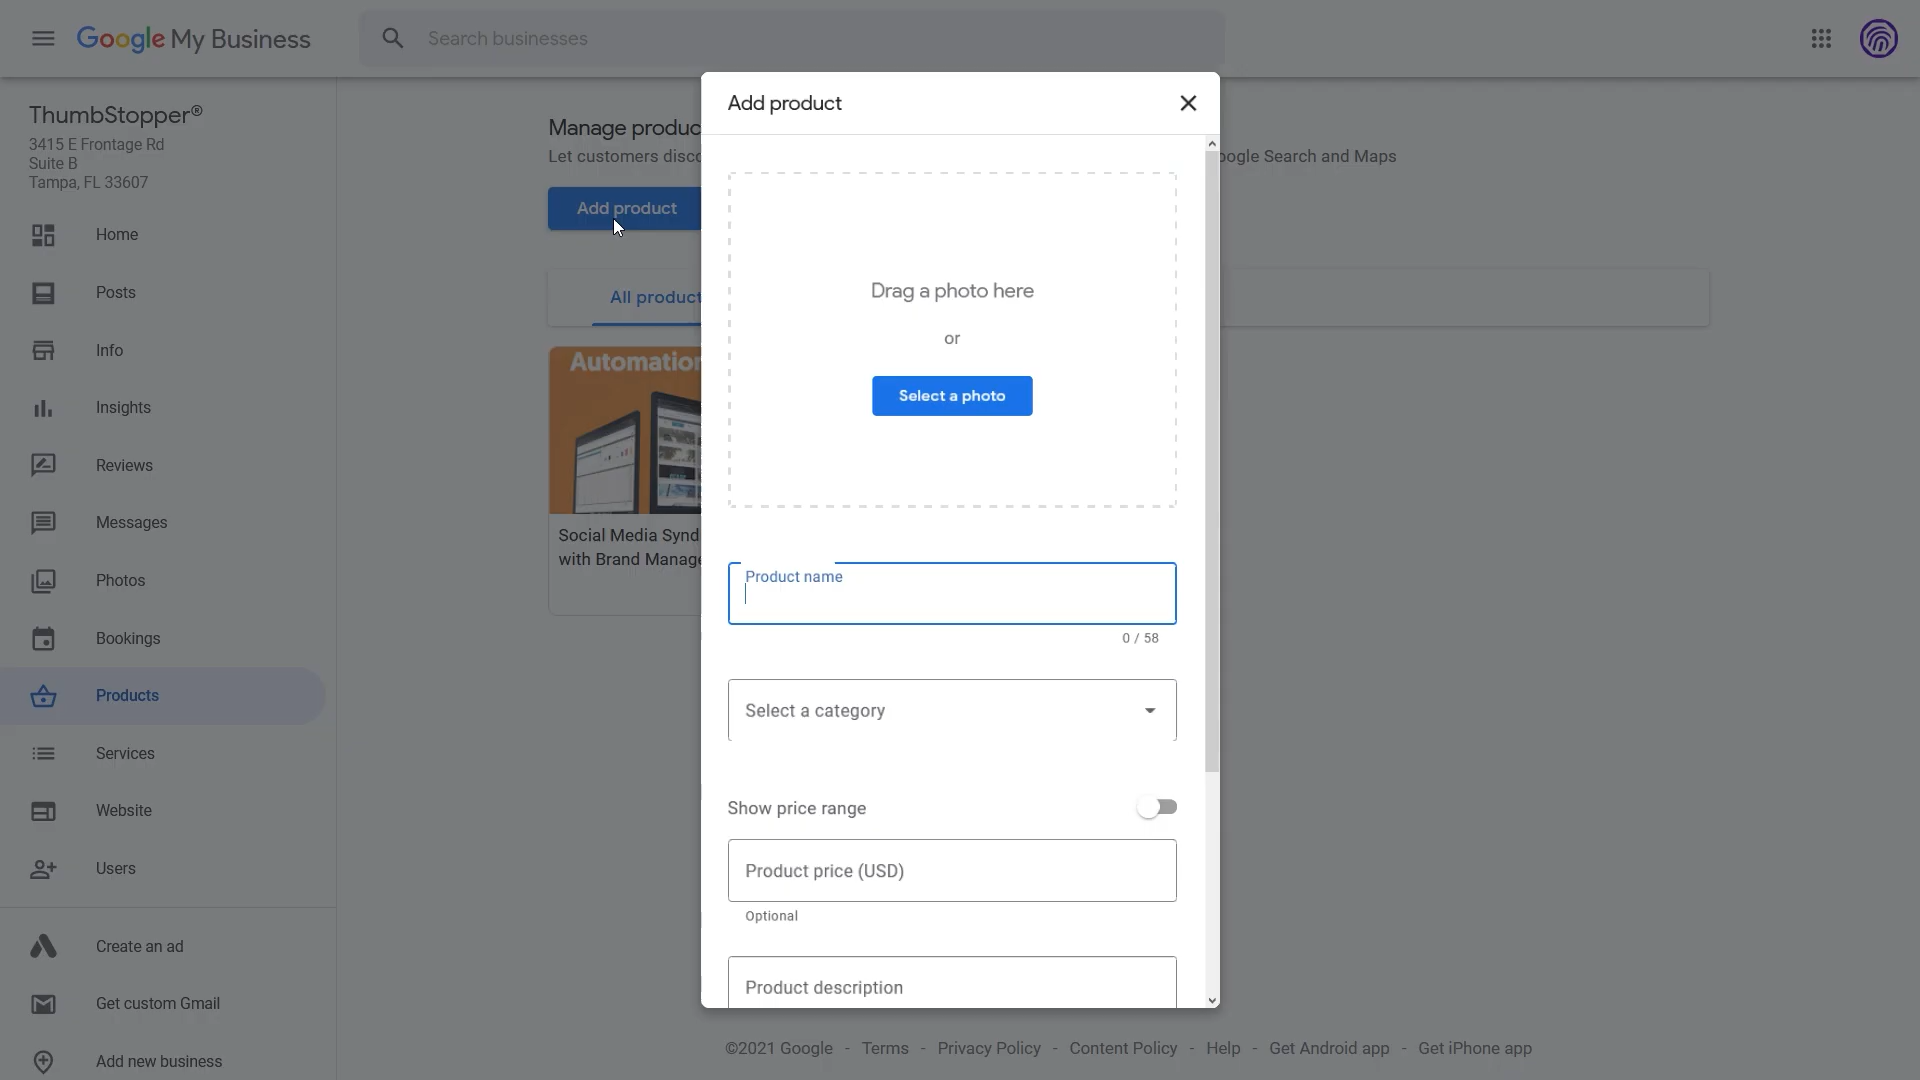 Google My Business
Search businesses
ThumbStopper®
3415 E Frontage Rd
Suite B
Tampa, FL 33607
Home
Posts
Info
Insights
Reviews
Messages
Photos
Bookings
Products
Services
Website
Users
Create an ad
Get custom Gmail
Add new business
Manage produc
Let customers disco
oogle Search and Maps
Add product
All product
Automation
Social Media Synd
with Brand Manage
Add product
Drag a photo here
or
Select a photo
Product name
0 / 58
Select a category
Show price range
Product price (USD)
Optional
Product description
©2021 Google - Terms - Privacy Policy - Content Policy - Help - Get Android app - Get iPhone app